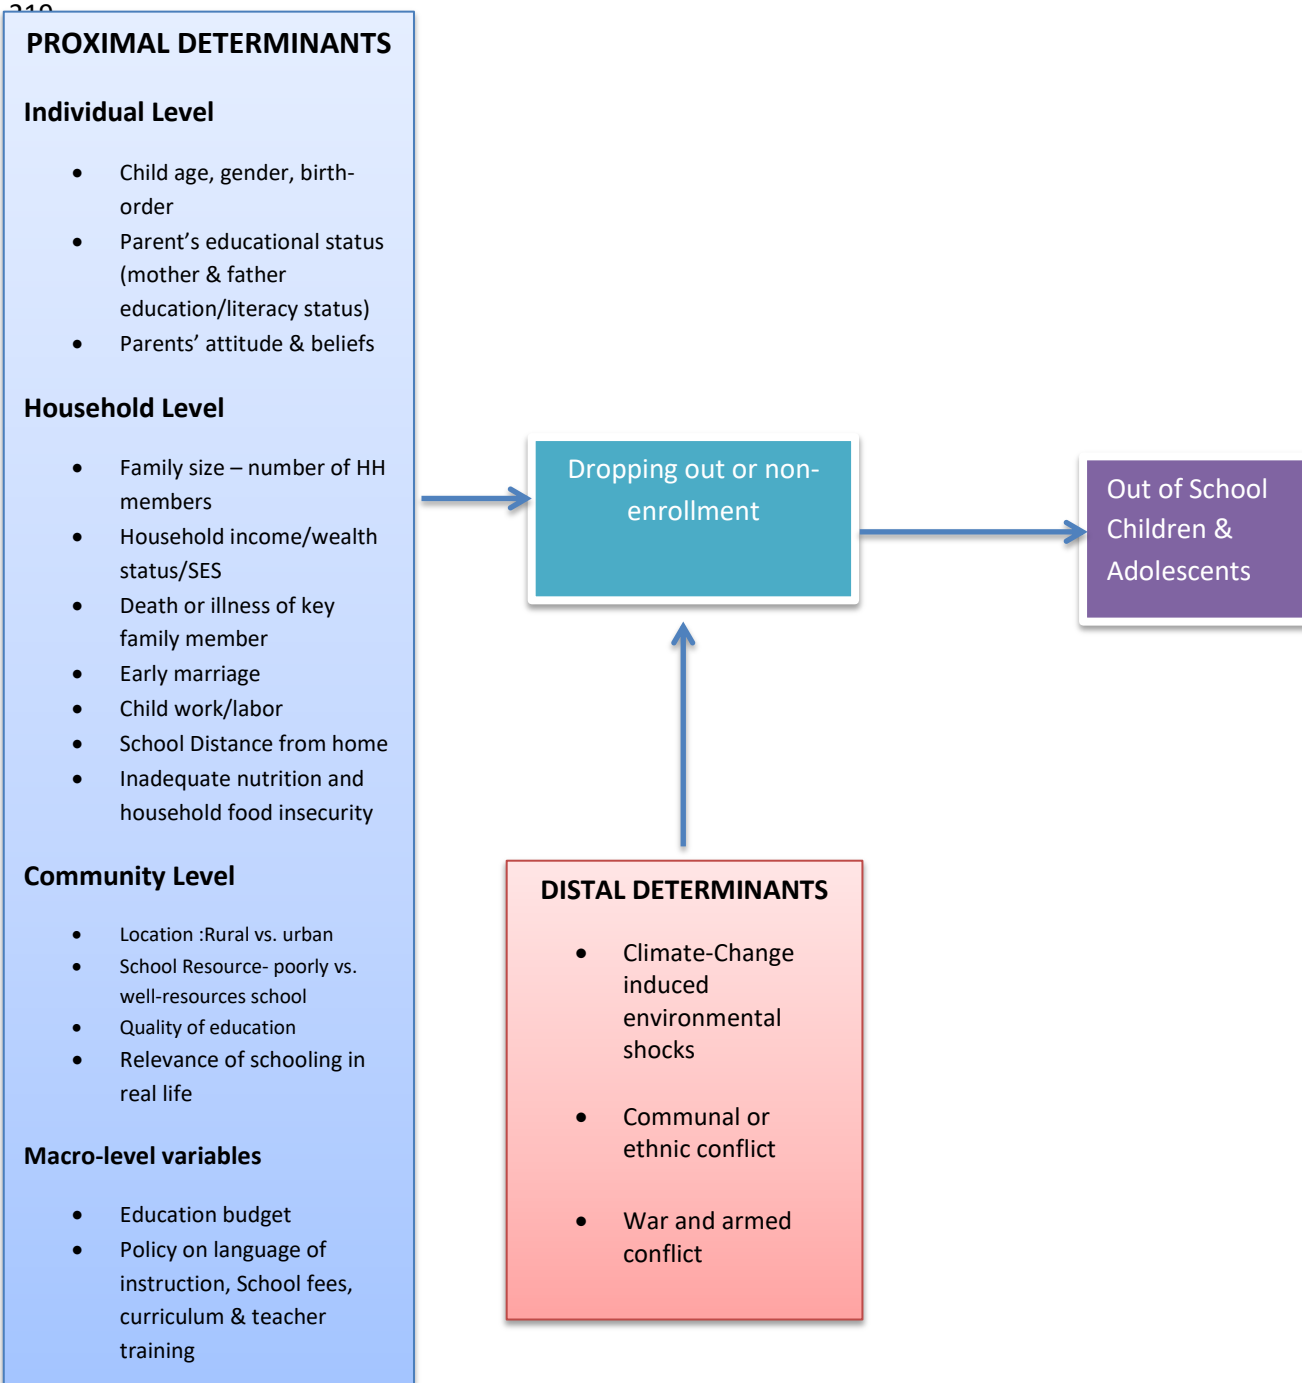 PROXIMAL DETERMINANTS
Individual Level
• Child age, gender, birth-
order
• Parent’s educational status
(mother & father
education/literacy status)
• Parents’ attitude & beliefs
Household Level
• Family size – number of HH
members
• Household income/wealth
status/SES
• Death or illness of key
family member
• Early marriage
• Child work/labor
• School Distance from home
• Inadequate nutrition and
household food insecurity
Community Level
• Location :Rural vs. urban
• School Resource- poorly vs.
well-resources school
• Quality of education
• Relevance of schooling in
real life
Macro-level variables
• Education budget
• Policy on language of
instruction, School fees,
curriculum & teacher
training
Dropping out or non-
enrollment
Out of School
Children &
Adolescents
DISTAL DETERMINANTS
• Climate-Change
induced
environmental
shocks
• Communal or
ethnic conflict
• War and armed
conflict